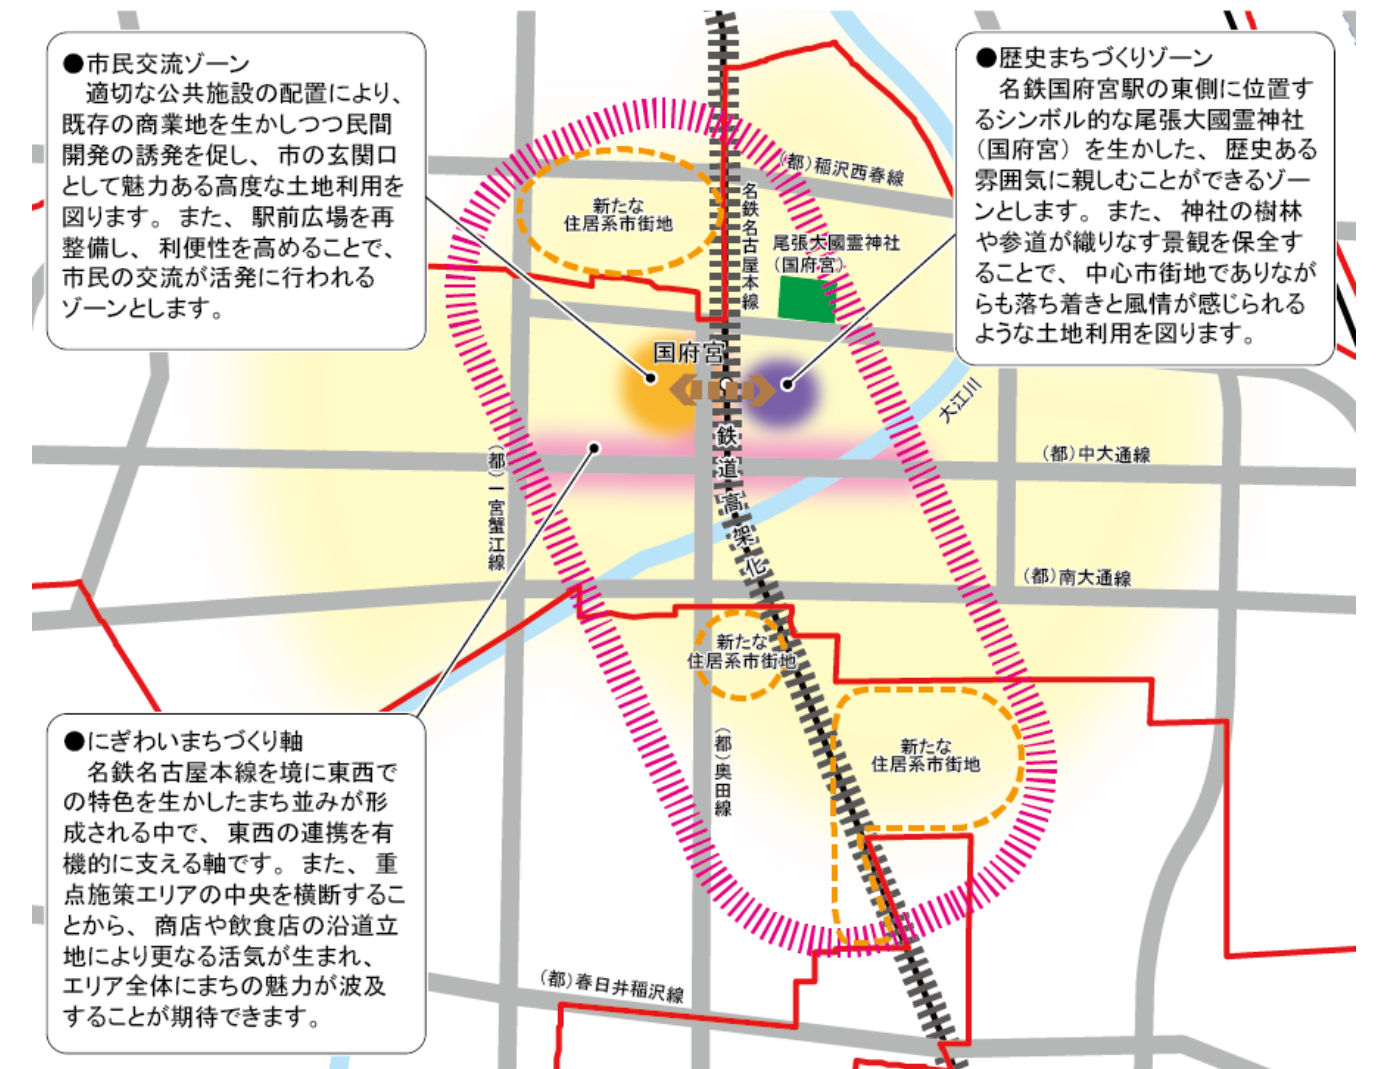 ●市民交流ゾーン
適切な公共施設の配置により、
既存の商業地を生かしつつ民間
開発の誘発を促し、市の玄関口
として魅力ある高度な土地利用を
図ります。また、駅前広場を再
整備し、利便性を高めることで、
市民の交流が活発に行われる
ゾーンとします。
●歴史まちづくりゾーン
名鉄国府宮駅の東側に位置す
るシンボル的な尾張大國霊神社
（国府宮）を生かした、歴史ある
雰囲気に親しむことができるゾー
ンとします。また、神社の樹林
や参道が織りなす景観を保全す
ることで、中心市街地でありなが
らも落ち着きと風情が感じられる
ような土地利用を図ります。
（都）稲沢西春線
新たな
住居系市街地
名鉄名古屋本線
尾張大國霊神社
（国府宮）
国府宮
大江川
鉄道高架化
（都）中大通線
（都）一宮蟹江線
（都）南大通線
新たな
住居系市街地
（都）奥田線
新たな
住居系市街地
●にぎわいまちづくり軸
名鉄名古屋本線を境に東西で
の特色を生かしたまち並みが形
成される中で、東西の連携を有
機的に支える軸です。また、重
点施策エリアの中央を横断するこ
とから、商店や飲食店の沿道立
地により更なる活気が生まれ、
エリア全体にまちの魅力が波及
することが期待できます。
（都）春日井稲沢線